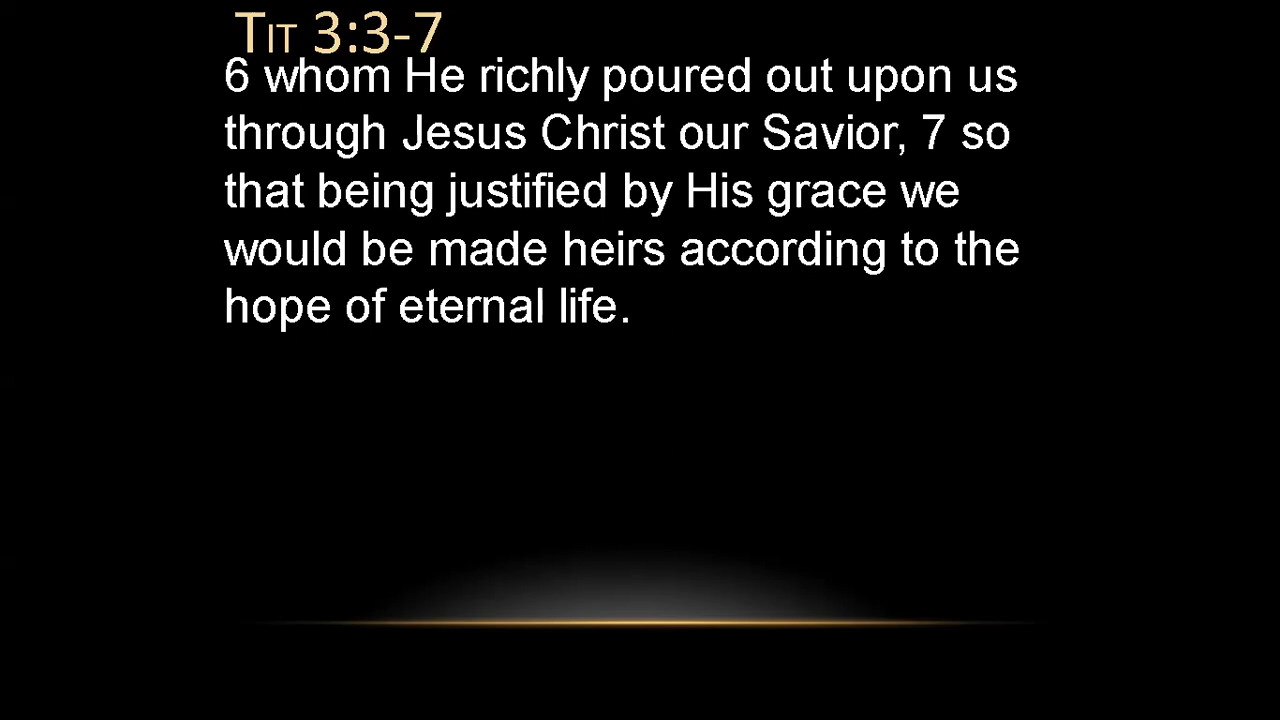 Tit 3:3-7
6 whom He richly poured out upon us
through Jesus Christ our Savior, 7 so
that being justified by His grace we
would be made heirs according to the
hope of eternal life.